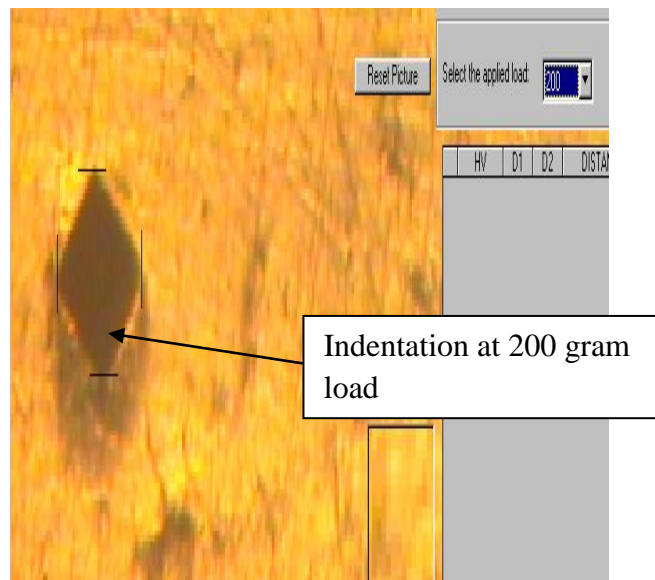 Reset Picture
Select the applied load:
200
HV D1 D2 DISTAN
Indentation at 200 gram
load